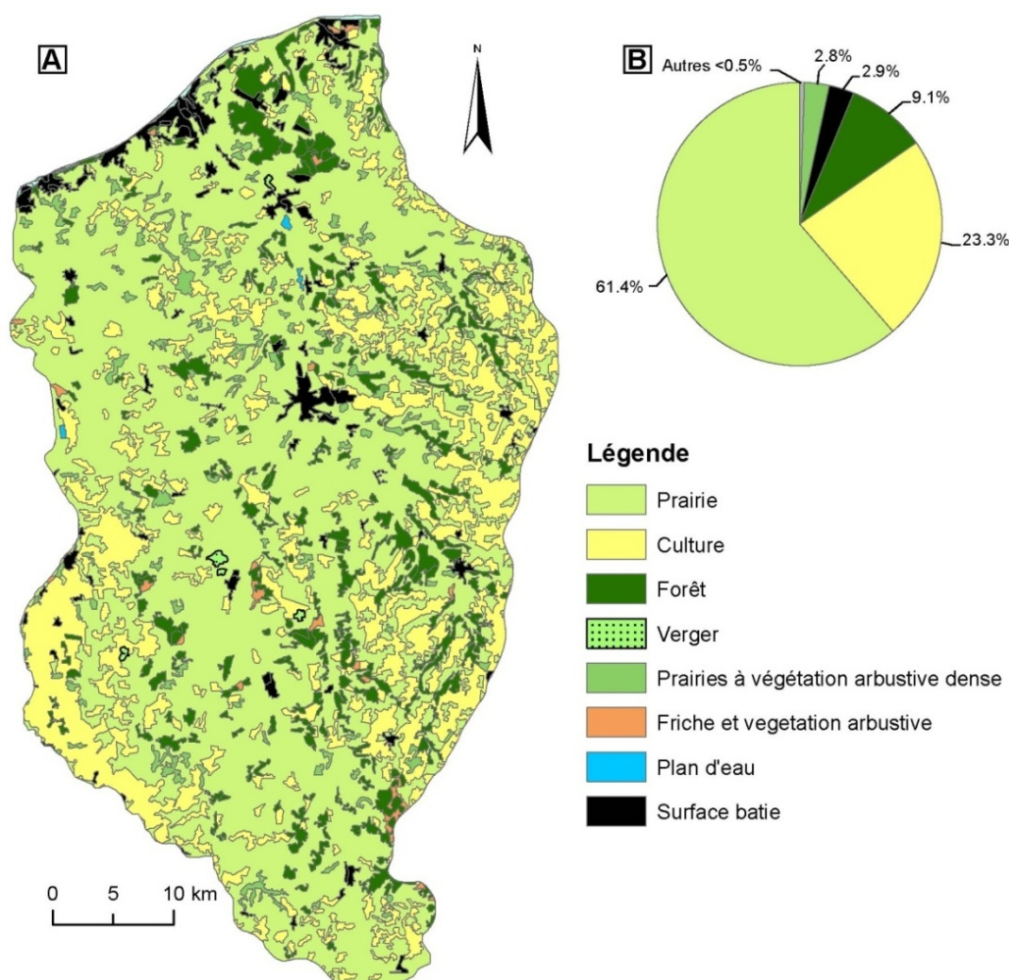 A
N
B
Autres <0.5%
2.8%
2.9%
9.1%
23.3%
61.4%
Légende
Prairie
Culture
Forêt
Verger
Prairies à végétation arbustive dense
Friche et vegetation arbustive
Plan d'eau
Surface batie
0 5 10 km